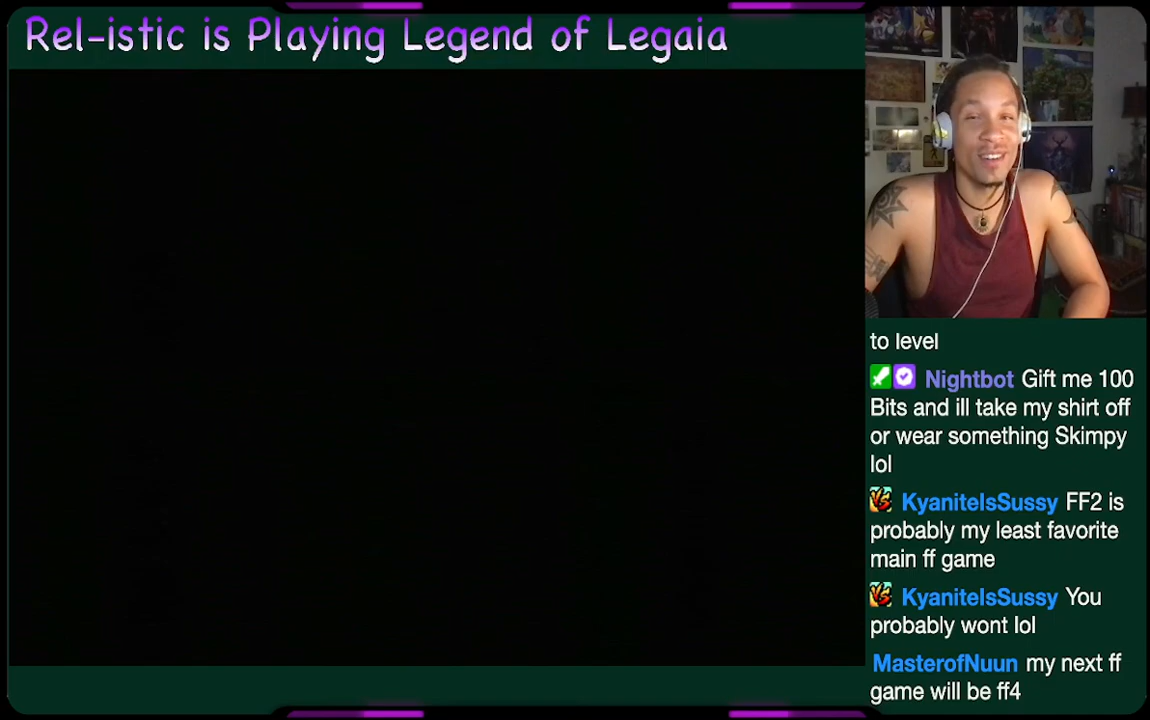 Rel-istic is Playing Legend of Legaia
to level
Nightbot Gift me 100
Bits and ill take my shirt off
or wear something Skimpy
lol
KyaniteIsSussy FF2 is
probably my least favorite
main ff game
KyaniteIsSussy You
probably wont lol
MasterofNuun my next ff
game will be ff4